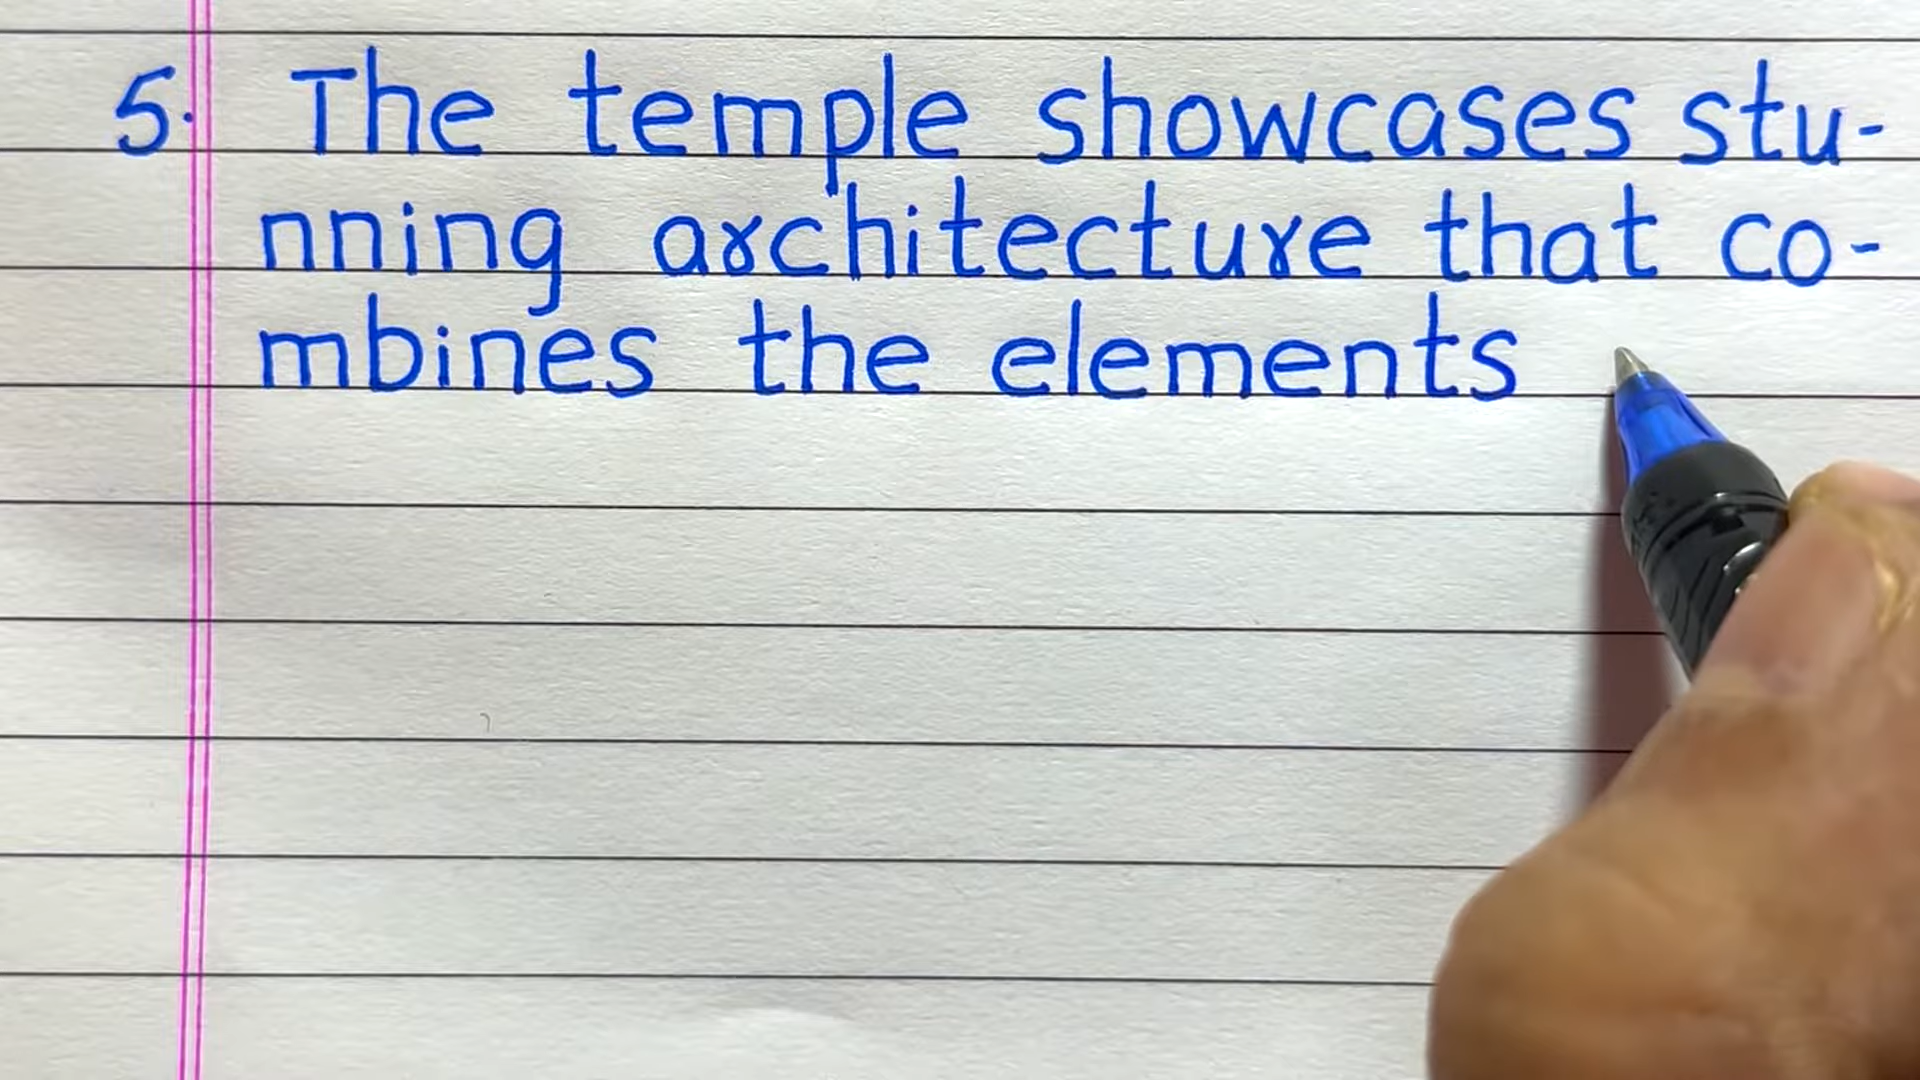 5. The temple showcases stu-
nning architecture that co-
mbines the elements